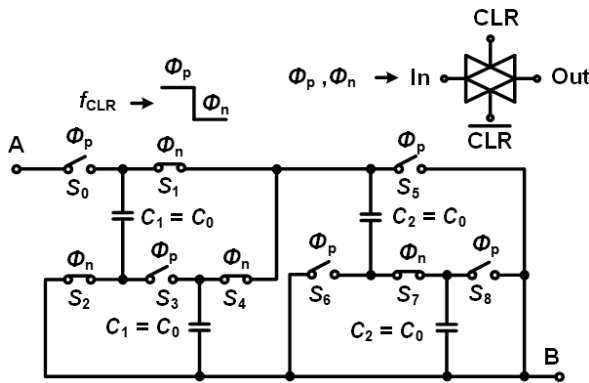 CLR
Φp
fCLR
Φn
Φp , Φn
In
Out
CLR
A
Φp
Φn
Φp
S0
S1
S5
C1 = C0
C2 = C0
Φn
Φp
Φn
Φp
Φn
Φp
S2
S3
S4
S6
S7
S8
C1 = C0
C2 = C0
B